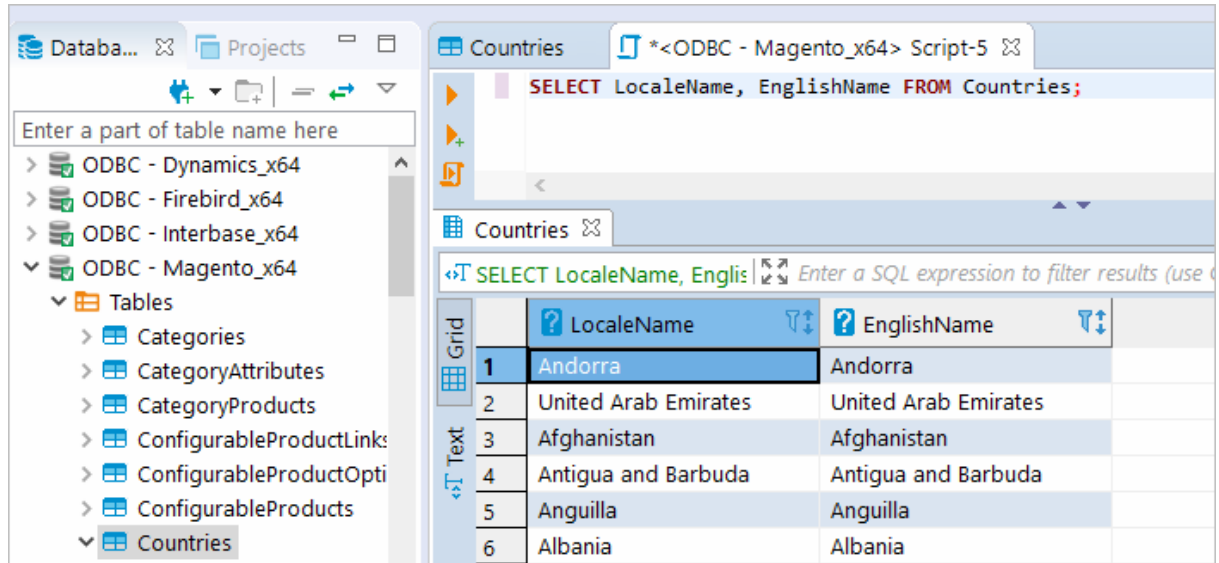 Databa...
Projects
Enter a part of table name here
ODBC - Dynamics_x64
ODBC - Firebird_x64
ODBC - Interbase_x64
ODBC - Magento_x64
Tables
Categories
CategoryAttributes
CategoryProducts
ConfigurableProductLinks
ConfigurableProductOpti
ConfigurableProducts
Countries
Countries
*<ODBC - Magento_x64> Script-5
SELECT LocaleName, EnglishName FROM Countries;
Countries
SELECT LocaleName, Englis
Enter a SQL expression to filter results (use
Grid
Text
LocaleName EnglishName
1 Andorra Andorra
2 United Arab Emirates United Arab Emirates
3 Afghanistan Afghanistan
4 Antigua and Barbuda Antigua and Barbuda
5 Anguilla Anguilla
6 Albania Albania